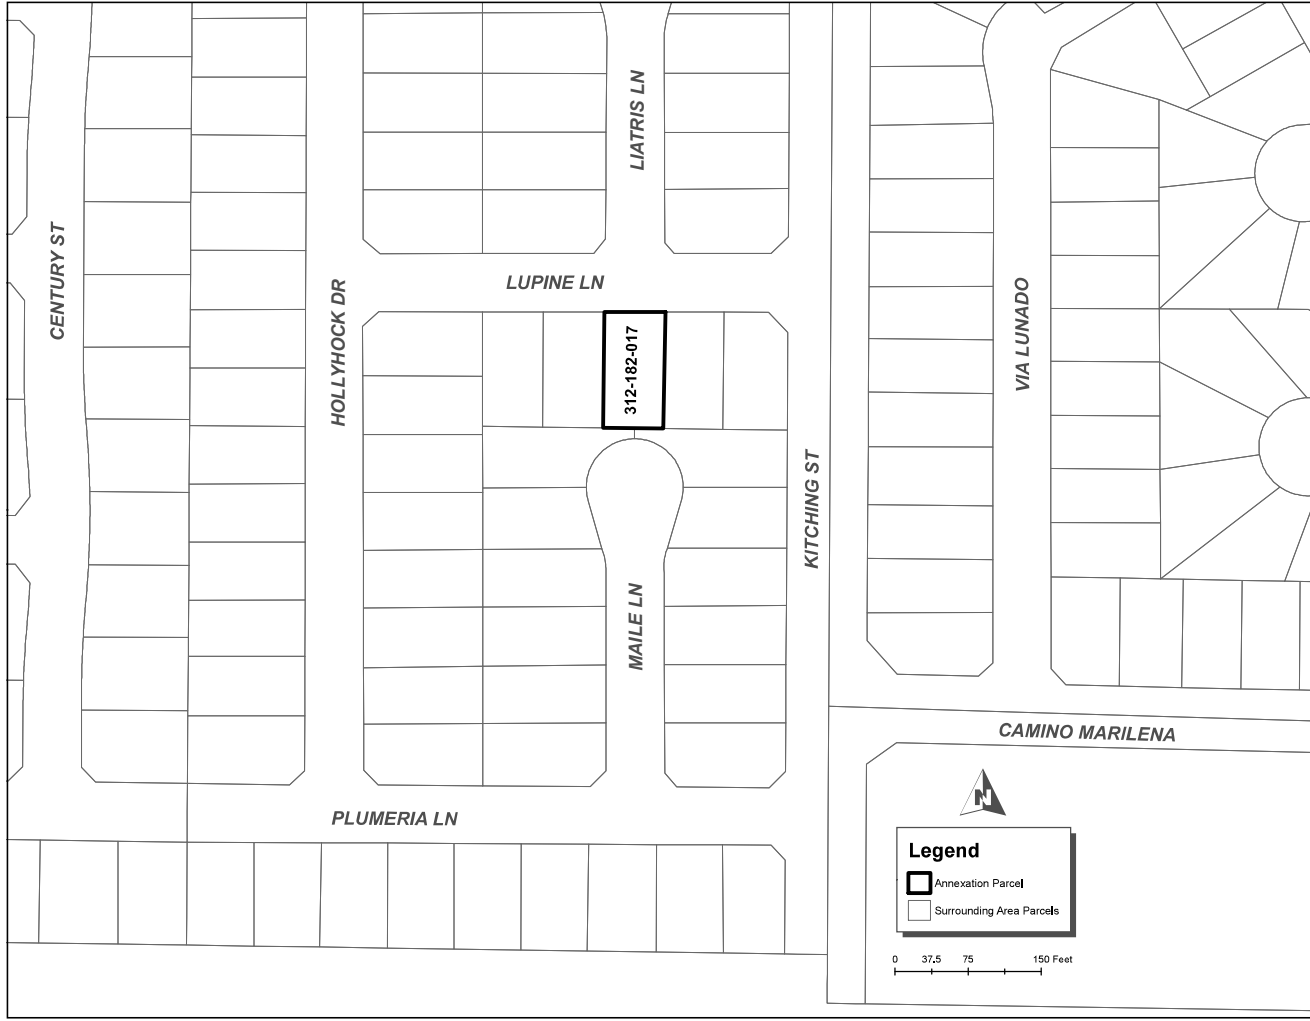 LIATRIS LN
CENTURY ST
LUPINE LN
HOLLYHOCK DR
VIA LUNADO
312-182-017
KITCHING ST
MAILE LN
CAMINO MARILENA
PLUMERIA LN
N
Legend
Annexation Parcel
Surrounding Area Parcels
0 37.5 75 150 Feet